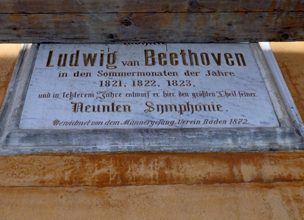 Ludwig van Beethoven
in den Sommermonaten der Jahre
1821, 1822, 1823,
und in letzterem Jahre entwarf er hier den größten Theil seiner
Neunten Symphonie.
Gewidmet von dem Männergesang Verein Baden 1872.